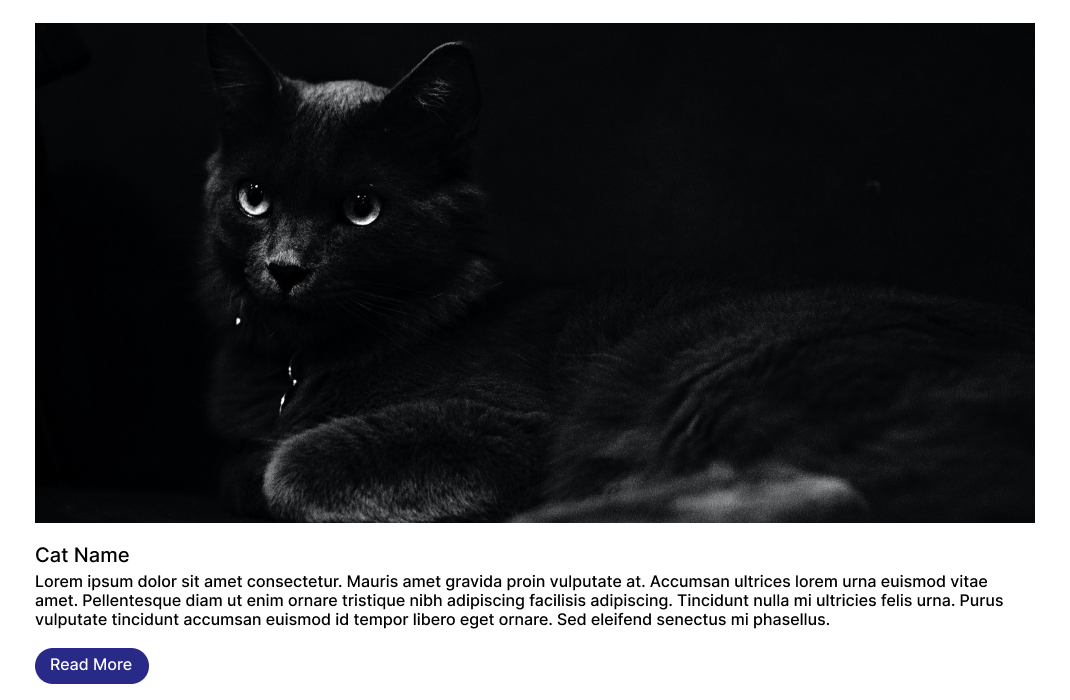 Cat Name
Lorem ipsum dolor sit amet consectetur. Mauris amet gravida proin vulputate at. Accumsan ultrices lorem urna euismod vitae
amet. Pellentesque diam ut enim ornare tristique nibh adipiscing facilisis adipiscing. Tincidunt nulla mi ultricies felis urna. Purus
vulputate tincidunt accumsan euismod id tempor libero eget ornare. Sed eleifend senectus mi phasellus.
Read More